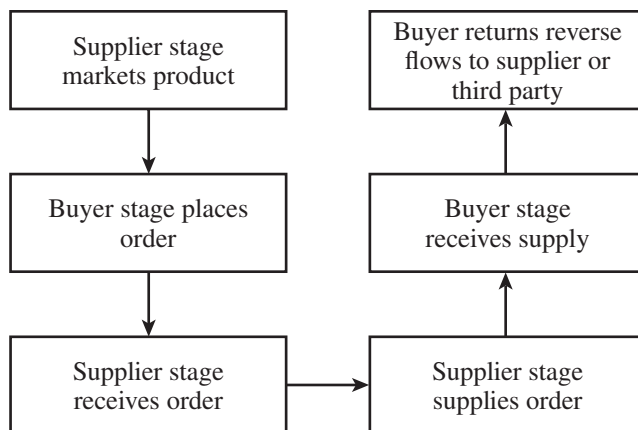 Supplier stage
markets product
Buyer stage places
order
Supplier stage
receives order
Supplier stage
supplies order
Buyer stage
receives supply
Buyer returns reverse
flows to supplier or
third party